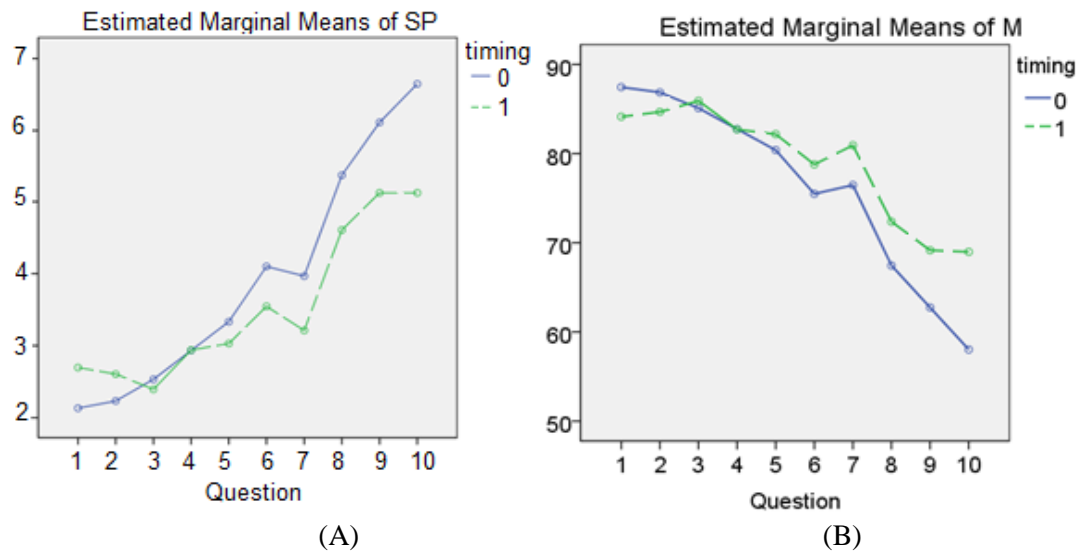 Estimated Marginal Means of SP
timing
0
1
7
6
5
4
3
2
1 2 3 4 5 6 7 8 9 10
Question
(A)
Estimated Marginal Means of M
timing
0
1
90
80
70
60
50
1 2 3 4 5 6 7 8 9 10
Question
(B)